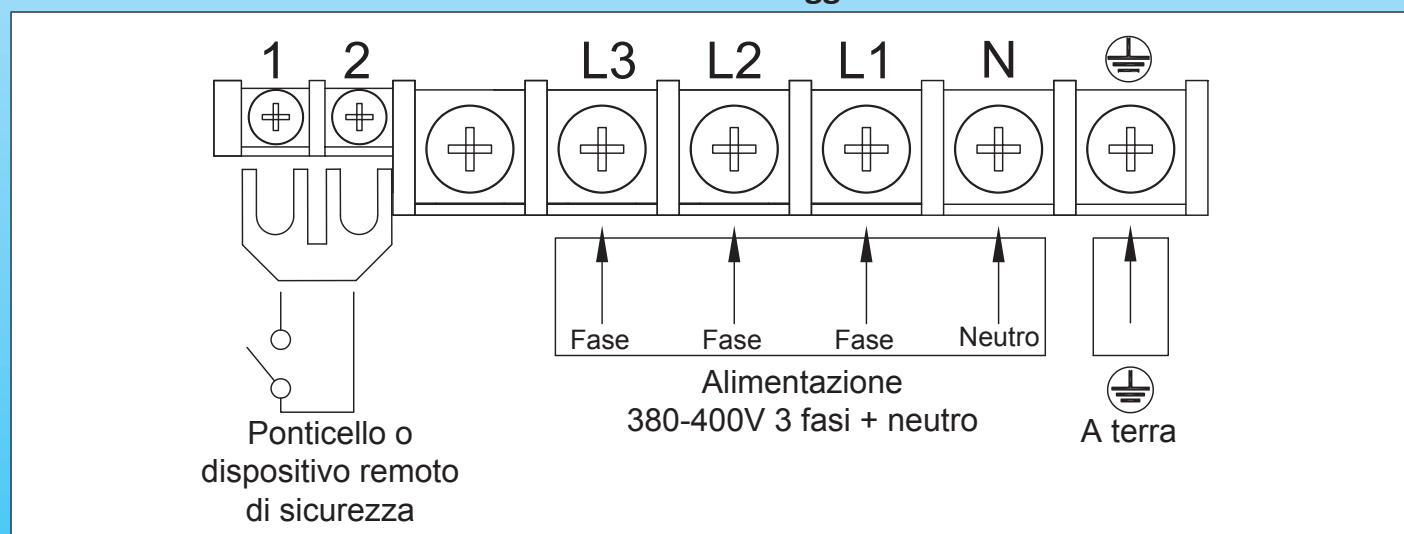 1 2 L3 L2 L1 N
Fase Fase Fase Neutro
Alimentazione
380-400V 3 fasi + neutro
A terra
Ponticello o
dispositivo remoto
di sicurezza